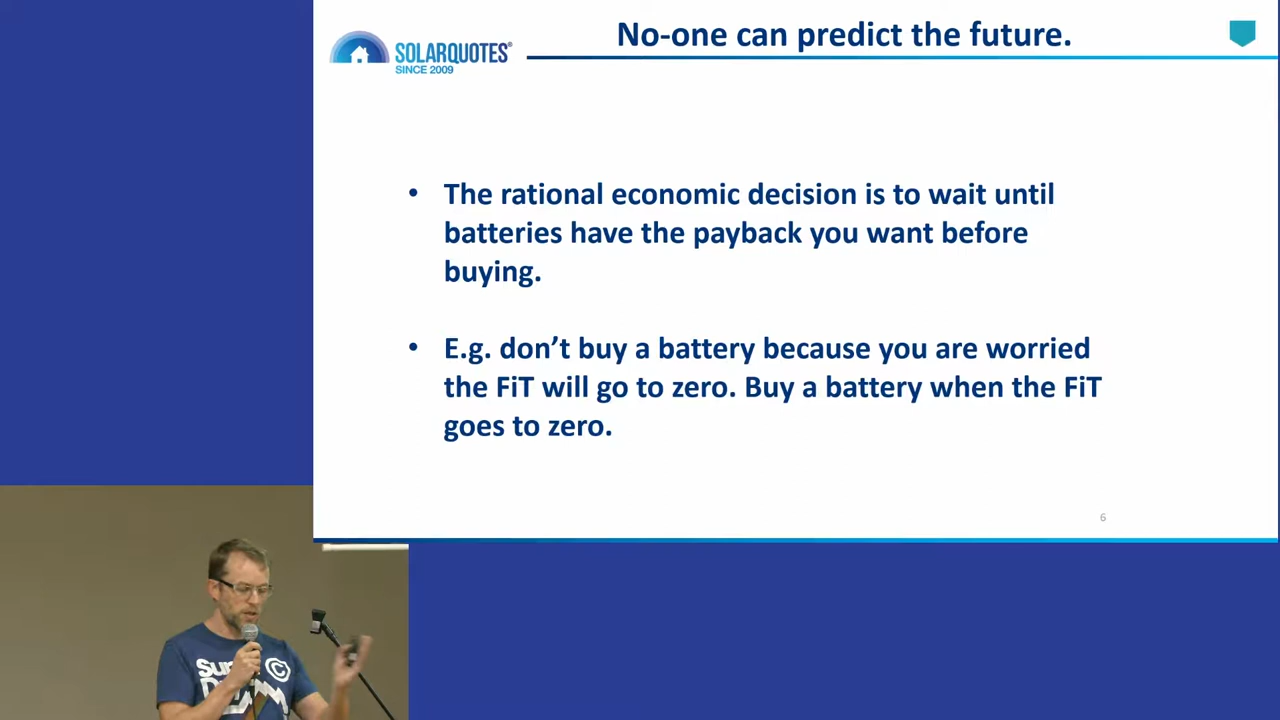 No-one can predict the future.
SOLARQUOTES®
SINCE 2009
• The rational economic decision is to wait until
batteries have the payback you want before
buying.
• E.g. don’t buy a battery because you are worried
the FiT will go to zero. Buy a battery when the FiT
goes to zero.
6
©